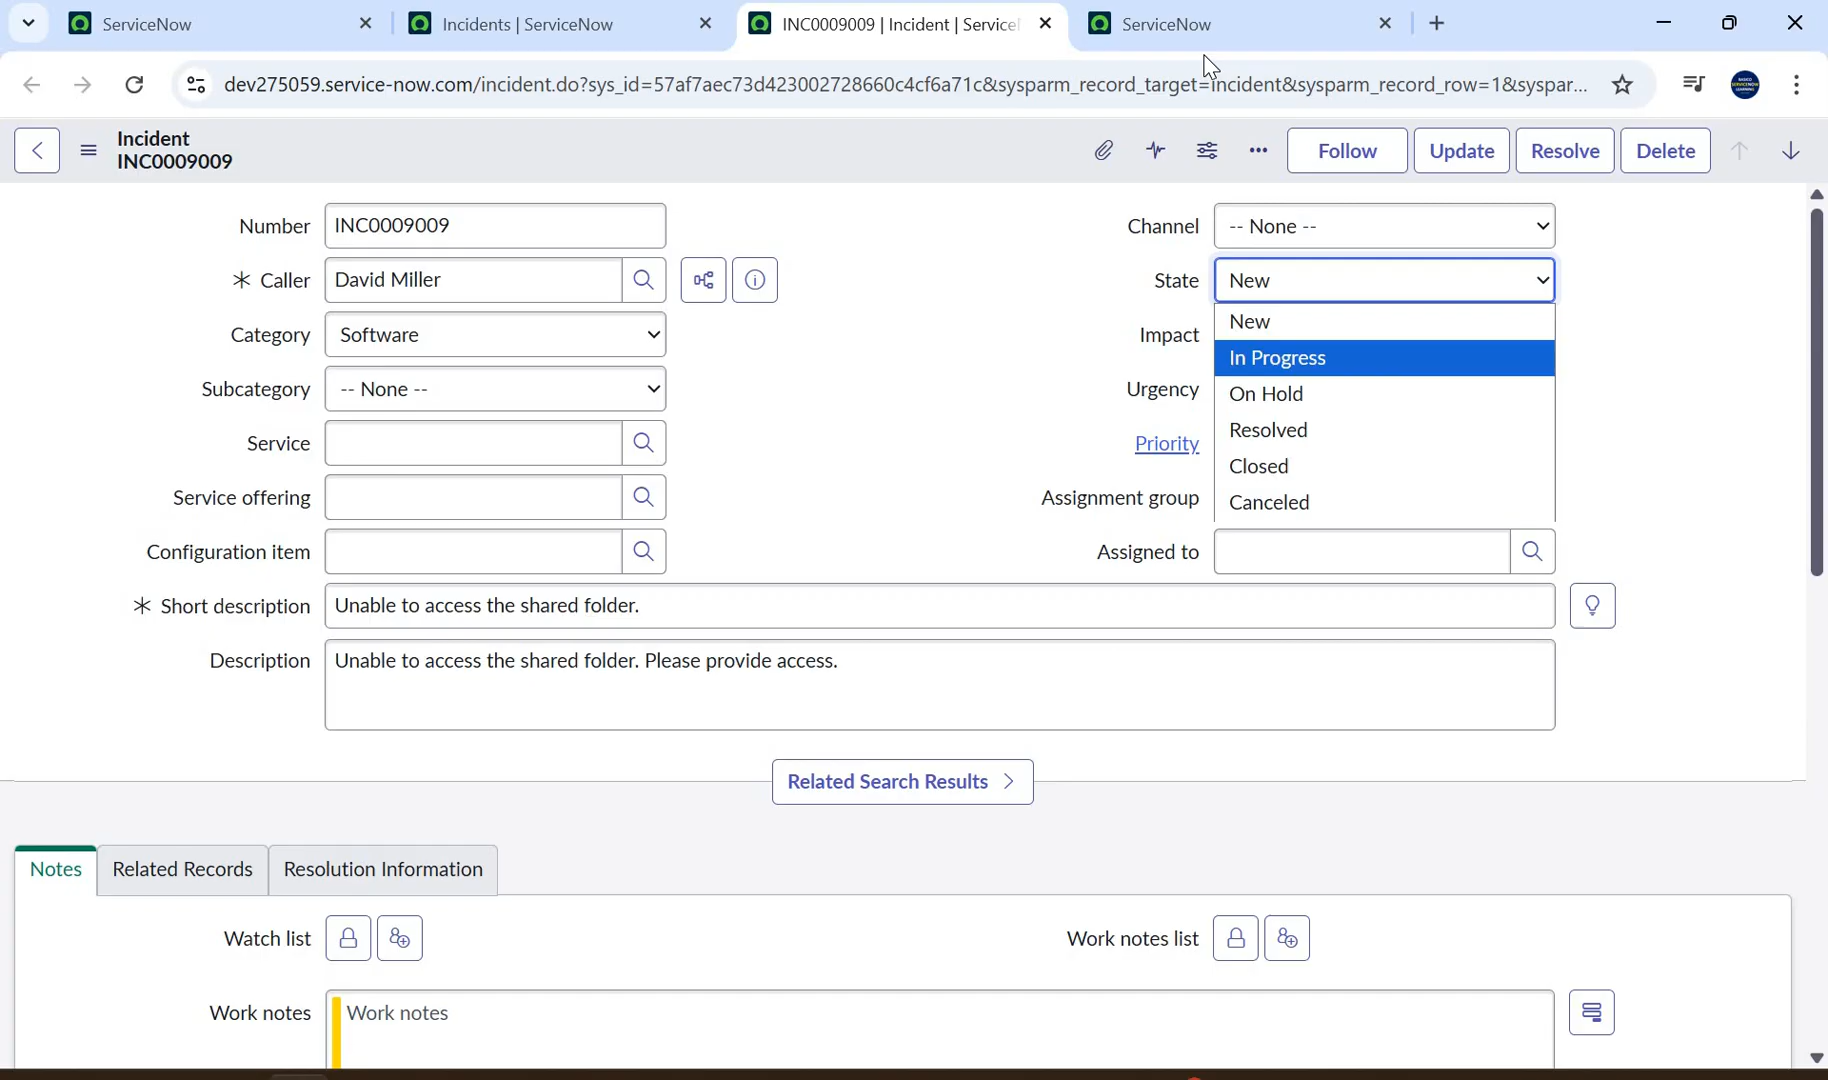 ServiceNow
Incidents | ServiceNow
INC0009009 | Incident | Service
ServiceNow
dev275059.service-now.com/incident.do?sys_id=57af7aec73d423002728660c4cf6a71c&sysparm_record_target=incident&sysparm_record_row=1&syspar...
Incident
INC0009009
Follow
Update
Resolve
Delete
Number
INC0009009
Channel
-- None --
Caller
David Miller
State
New
Category
Software
Impact
New
In Progress
On Hold
Resolved
Closed
Canceled
Subcategory
-- None --
Urgency
Service
Priority
Service offering
Assignment group
Configuration item
Assigned to
Short description
Unable to access the shared folder.
Description
Unable to access the shared folder. Please provide access.
Related Search Results
Notes
Related Records
Resolution Information
Watch list
Work notes list
Work notes
Work notes